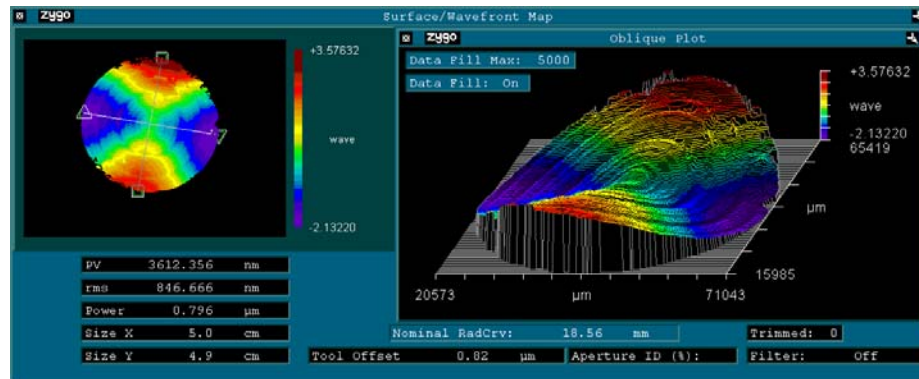 zygo Surface/Wavefront Map
+3.57632
wave
-2.13220
zygo Oblique Plot
Data Fill Max: 5000
Data Fill: On
+3.57632
wave
-2.13220
65419
µm
15985
20573 µm 71043
PV 3612.356 nm
rms 846.666 nm
Power 0.796 µm
Size X 5.0 cm
Size Y 4.9 cm
Nominal RadCrv: 18.56 mm
Trimmed: 0
Tool Offset 0.82 µm
Aperture ID (%):
Filter: Off